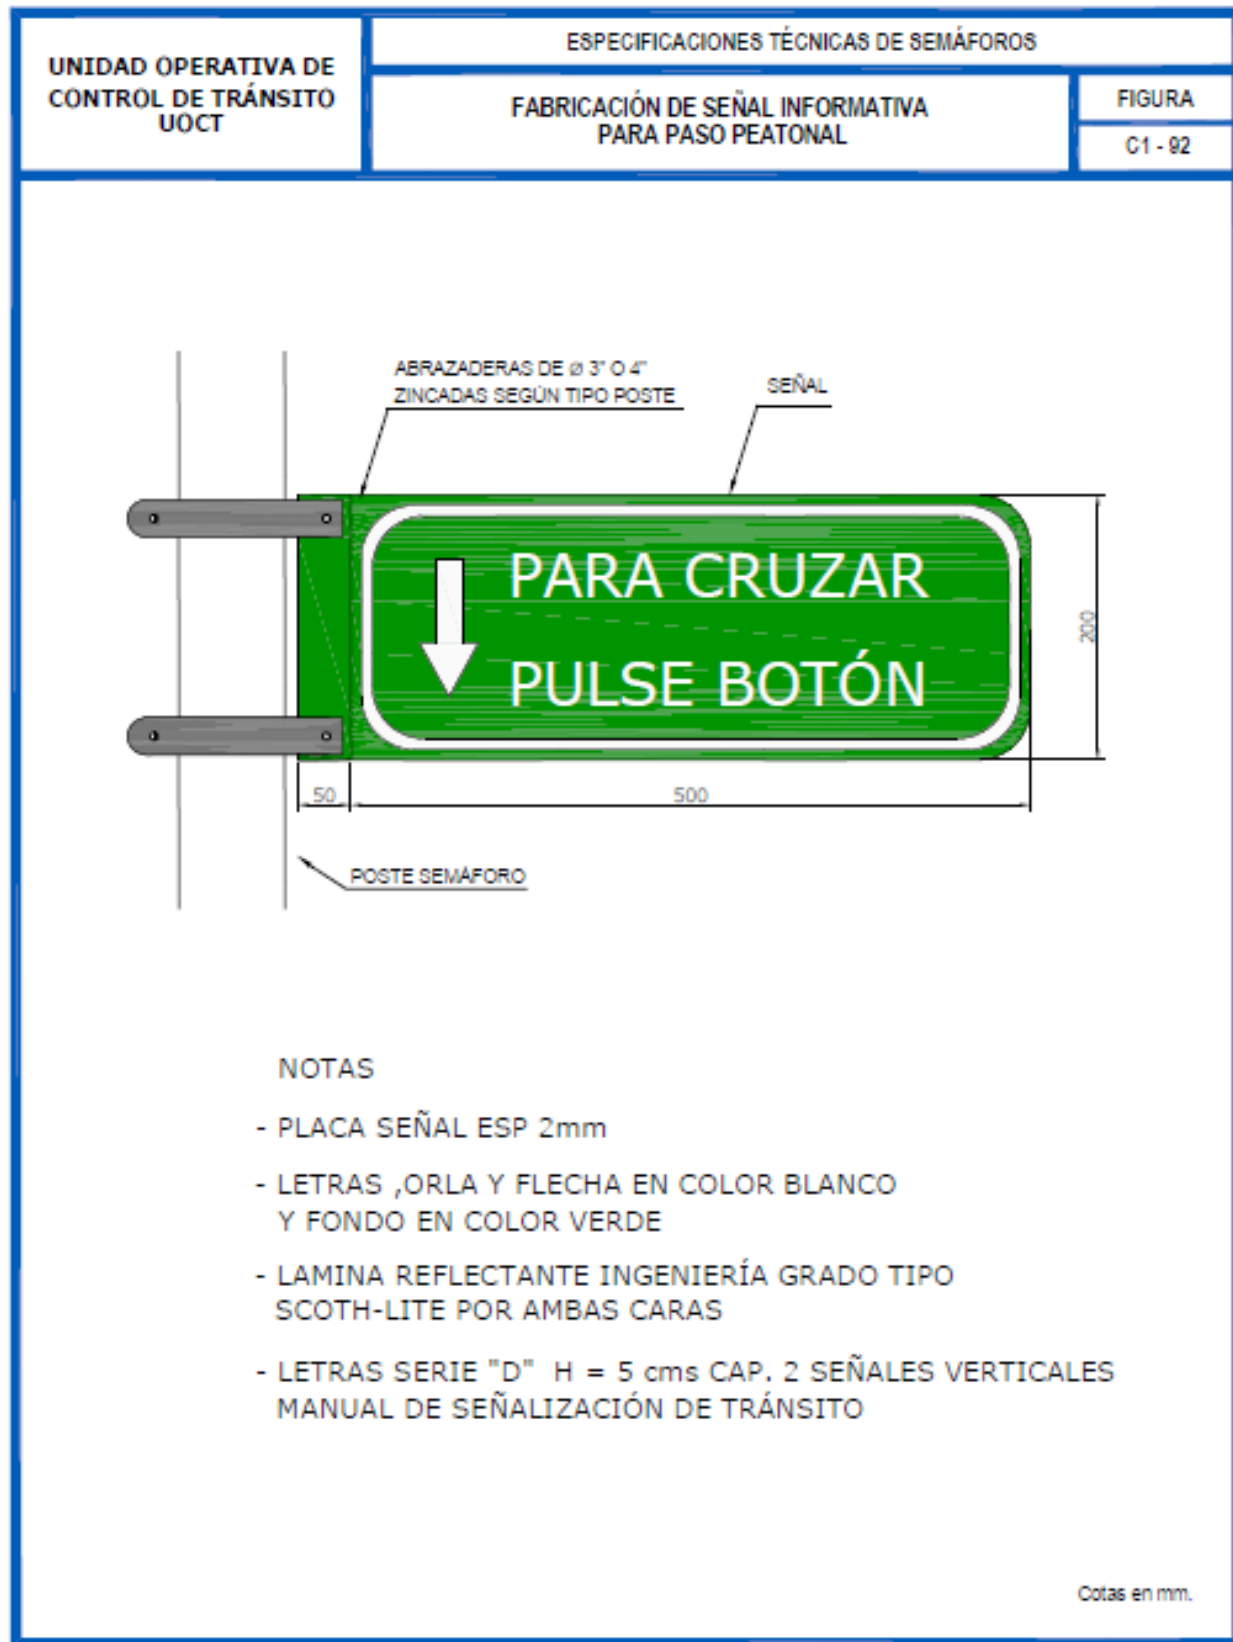 UNIDAD OPERATIVA DE
CONTROL DE TRÁNSITO
UOCT
ESPECIFICACIONES TÉCNICAS DE SEMÁFOROS
FABRICACIÓN DE SEÑAL INFORMATIVA
PARA PASO PEATONAL
FIGURA
C1 - 92
ABRAZADERAS DE Ø 3" O 4"
ZINCADAS SEGÚN TIPO POSTE
SEÑAL
PARA CRUZAR
PULSE BOTÓN
200
50
500
POSTE SEMÁFORO
NOTAS
- PLACA SEÑAL ESP 2mm
- LETRAS ,ORLA Y FLECHA EN COLOR BLANCO
Y FONDO EN COLOR VERDE
- LAMINA REFLECTANTE INGENIERÍA GRADO TIPO
SCOTH-LITE POR AMBAS CARAS
- LETRAS SERIE "D" H = 5 cms CAP. 2 SEÑALES VERTICALES
MANUAL DE SEÑALIZACIÓN DE TRÁNSITO
Cotas en mm.